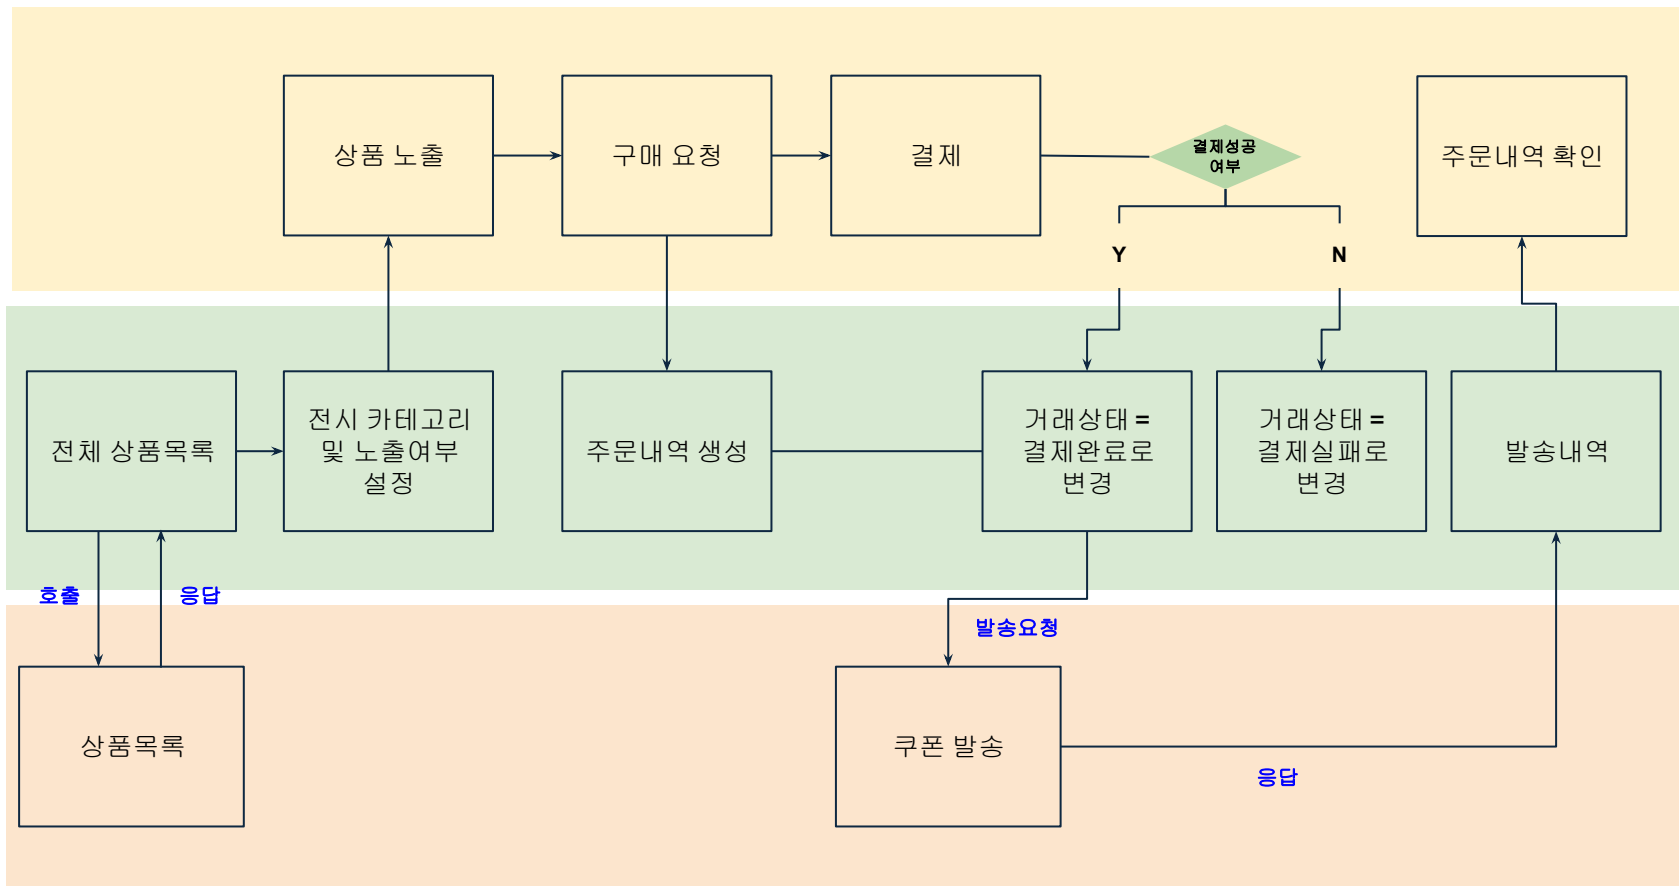 상품 노출
구매 요청
결제
결제성공
여부
주문내역 확인
Y
N
전체 상품목록
전시 카테고리
및 노출여부
설정
주문내역 생성
거래상태 =
결제완료로
변경
거래상태 =
결제실패로
변경
발송내역
호출
응답
발송요청
상품목록
쿠폰 발송
응답